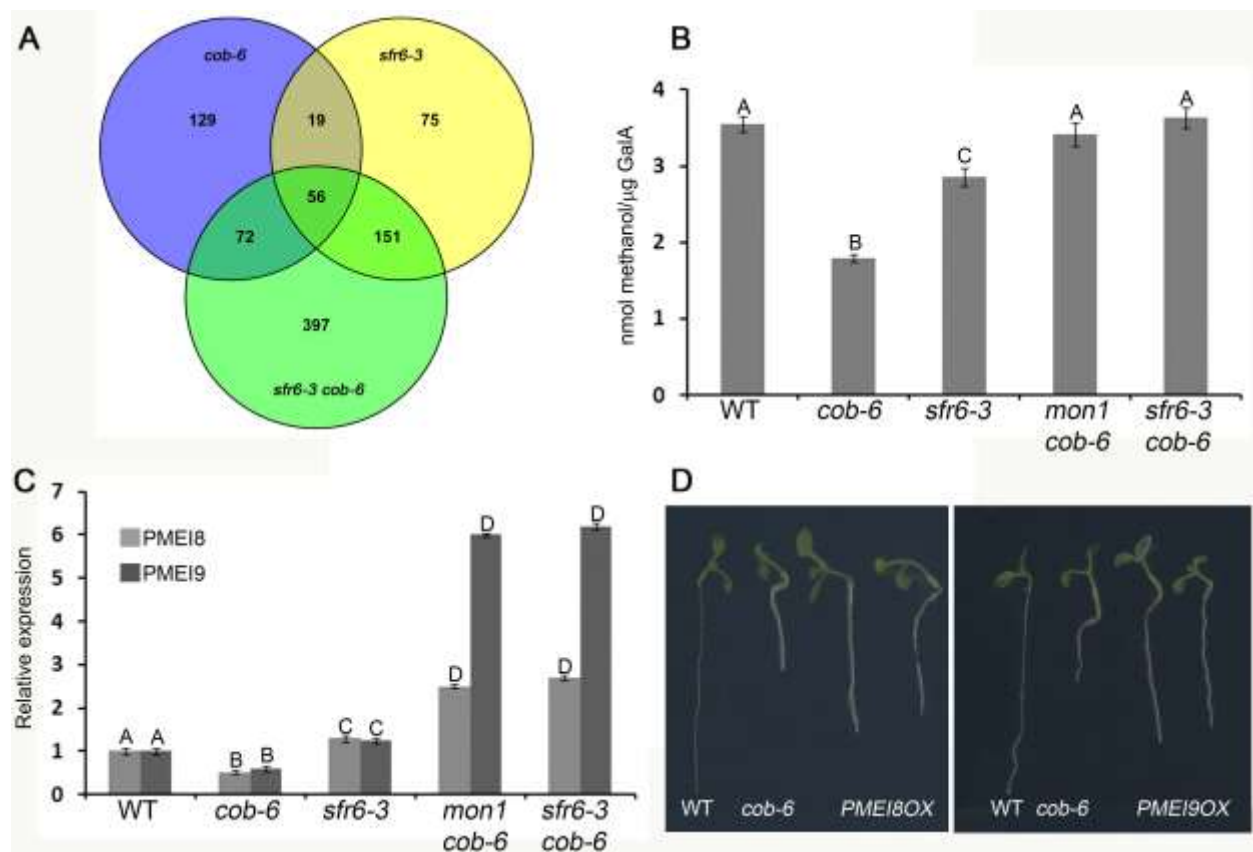 A
cob-6
sfr6-3
129
19
75
56
72
151
397
sfr6-3 cob-6
B
nmol methanol/µg GalA
4
3
2
1
0
A
B
C
A
A
WT
cob-6
sfr6-3
mon1
cob-6
sfr6-3
cob-6
C
Relative expression
7
6
5
4
3
2
1
0
PMEI8
PMEI9
A A
B B
C C
D D
D D
WT
cob-6
sfr6-3
mon1
cob-6
sfr6-3
cob-6
D
WT cob-6 PMEI8OX
WT cob-6 PMEI9OX